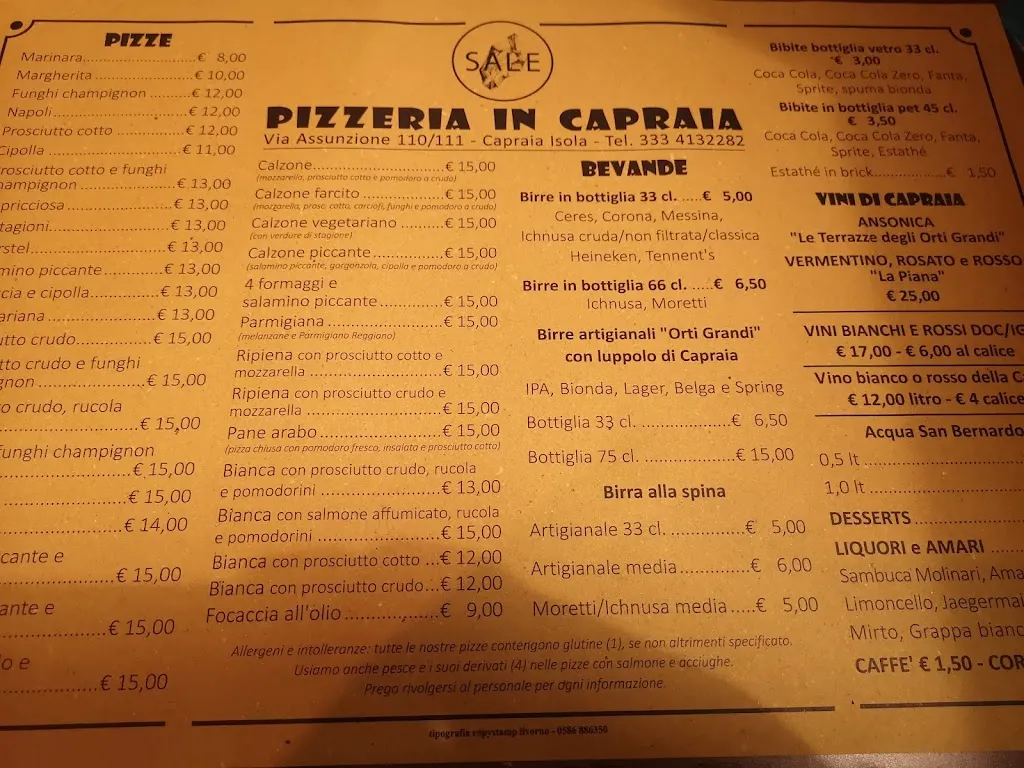 PIZZE
Marinara...€ 8,00
Margherita...€ 10,00
Funghi champignon...€ 12,00
Napoli...€ 12,00
Prosciutto cotto...€ 12,00
Cipolla...€ 11,00
rosciutto cotto e funghi
hampignon...€ 13,00
apricciosa...€ 13,00
tagioni...€ 13,00
rstel...€ 13,00
mino piccante...€ 13,00
ccia e cipolla...€ 13,00
ariana...€ 13,00
utto crudo...€ 15,00
tto crudo e funghi
gnon...€ 15,00
o crudo, rucola
...€ 15,00
funghi champignon
...€ 15,00
...€ 15,00
...€ 14,00
ccante e
...€ 15,00
ante e
...€ 15,00
o e
...€ 15,00
SALE
PIZZERIA IN CAPRAIA
Via Assunzione 110/111 - Capraia Isola - Tel. 333 4132282
Calzone...€ 15,00
(mozzarella, prosciutto cotto e pomodoro a crudo)
Calzone farcito...€ 15,00
(mozzarella, prosc. cotto, carciofi, funghi e pomodoro a crudo)
Calzone vegetariano...€ 15,00
(con verdure di stagione)
Calzone piccante...€ 15,00
(salamino piccante, gorgonzola, cipolla e pomodoro a crudo)
4 formaggi e
salamino piccante...€ 15,00
Parmigiana...€ 15,00
(melanzane e Parmigiano Reggiano)
Ripiena con prosciutto cotto e
mozzarella...€ 15,00
Ripiena con prosciutto crudo e
mozzarella...€ 15,00
Pane arabo...€ 15,00
(pizza chiusa con pomodoro fresco, insalata e prosciutto cotto)
Bianca con prosciutto crudo, rucola
e pomodorini...€ 13,00
Bianca con salmone affumicato, rucola
e pomodorini...€ 15,00
Bianca con prosciutto cotto...€ 12,00
Bianca con prosciutto crudo...€ 12,00
Focaccia all'olio...€ 9,00
BEVANDE
Birre in bottiglia 33 cl. ...€ 5,00
Ceres, Corona, Messina,
Ichnusa cruda/non filtrata/classica
Heineken, Tennent's
Birre in bottiglia 66 cl. ...€ 6,50
Ichnusa, Moretti
Birre artigianali "Orti Grandi"
con luppolo di Capraia
IPA, Bionda, Lager, Belga e Spring
Bottiglia 33 cl. ...€ 6,50
Bottiglia 75 cl. ...€ 15,00
Birra alla spina
Artigianale 33 cl. ...€ 5,00
Artigianale media...€ 6,00
Moretti/Ichnusa media...€ 5,00
Bibite bottiglia vetro 33 cl.
€ 3,00
Coca Cola, Coca Cola Zero, Fanta,
Sprite, spuma bionda
Bibite in bottiglia pet 45 cl.
€ 3,50
Coca Cola, Coca Cola Zero, Fanta,
Sprite, Estathé
Estathé in brick...€ 1,50
VINI DI CAPRAIA
ANSONICA
"Le Terrazze degli Orti Grandi"
VERMENTINO, ROSATO e ROSSO
"La Piana"
€ 25,00
VINI BIANCHI E ROSSI DOC/IG
€ 17,00 - € 6,00 al calice
Vino bianco o rosso della Ca
€ 12,00 litro - € 4 calice
Acqua San Bernardo
0,5 lt...
1,0 lt...
DESSERTS...
LIQUORI e AMARI...
Sambuca Molinari, Ama
Limoncello, Jaegermai
Mirto, Grappa bianc
CAFFE' € 1,50 - COR
Allergeni e intolleranze: tutte le nostre pizze contengono glutine (1), se non altrimenti specificato.
Usiamo anche pesce e i suoi derivati (4) nelle pizze con salmone e acciughe.
Prego rivolgersi al personale per ogni informazione.
tipografia copystamp livorno - 0586 886350